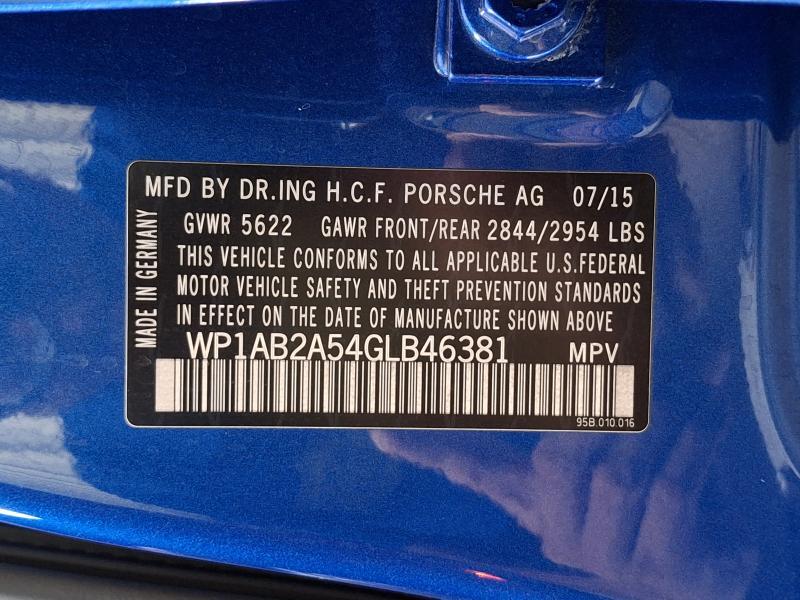 MFD BY DR.ING H.C.F. PORSCHE AG 07/15
GVWR 5622 GAWR FRONT/REAR 2844/2954 LBS
THIS VEHICLE CONFORMS TO ALL APPLICABLE U.S.FEDERAL
MOTOR VEHICLE SAFETY AND THEFT PREVENTION STANDARDS
IN EFFECT ON THE DATE OF MANUFACTURE SHOWN ABOVE
WP1AB2A54GLB46381 MPV
95B.010.016
MADE IN GERMANY